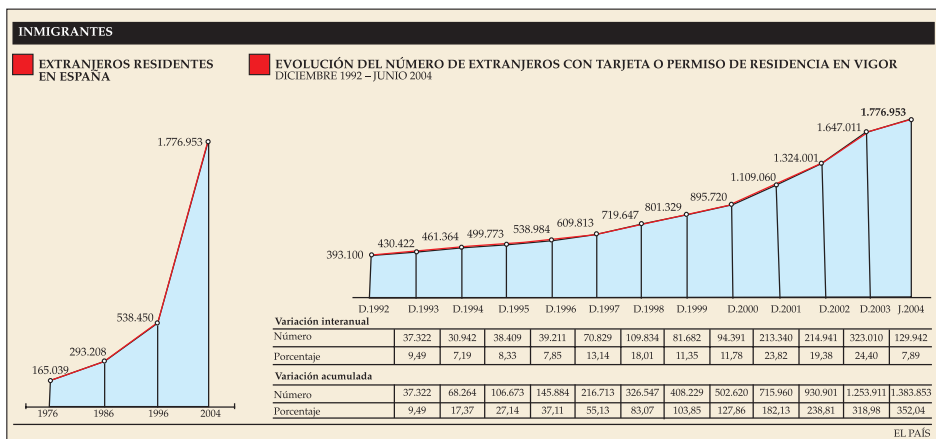 INMIGRANTES
EXTRANJEROS RESIDENTES
EN ESPAÑA
1.776.953
538.450
293.208
165.039
1976 1986 1996 2004
EVOLUCIÓN DEL NÚMERO DE EXTRANJEROS CON TARJETA O PERMISO DE RESIDENCIA EN VIGOR
DICIEMBRE 1992 – JUNIO 2004
393.100 430.422 461.364 499.773 538.984 609.813 719.647 801.329 895.720 1.109.060 1.324.001 1.647.011 1.776.953
D.1992 D.1993 D.1994 D.1995 D.1996 D.1997 D.1998 D.1999 D.2000 D.2001 D.2002 D.2003 J.2004
Variación interanual
Número 37.322 30.942 38.409 39.211 70.829 109.834 81.682 94.391 213.340 214.941 323.010 129.942
Porcentaje 9,49 7,19 8,33 7,85 13,14 18,01 11,35 11,78 23,82 19,38 24,40 7,89
Variación acumulada
Número 37.322 68.264 106.673 145.884 216.713 326.547 408.229 502.620 715.960 930.901 1.253.911 1.383.853
Porcentaje 9,49 17,37 27,14 37,11 55,13 83,07 103,85 127,86 182,13 238,81 318,98 352,04
EL PAÍS